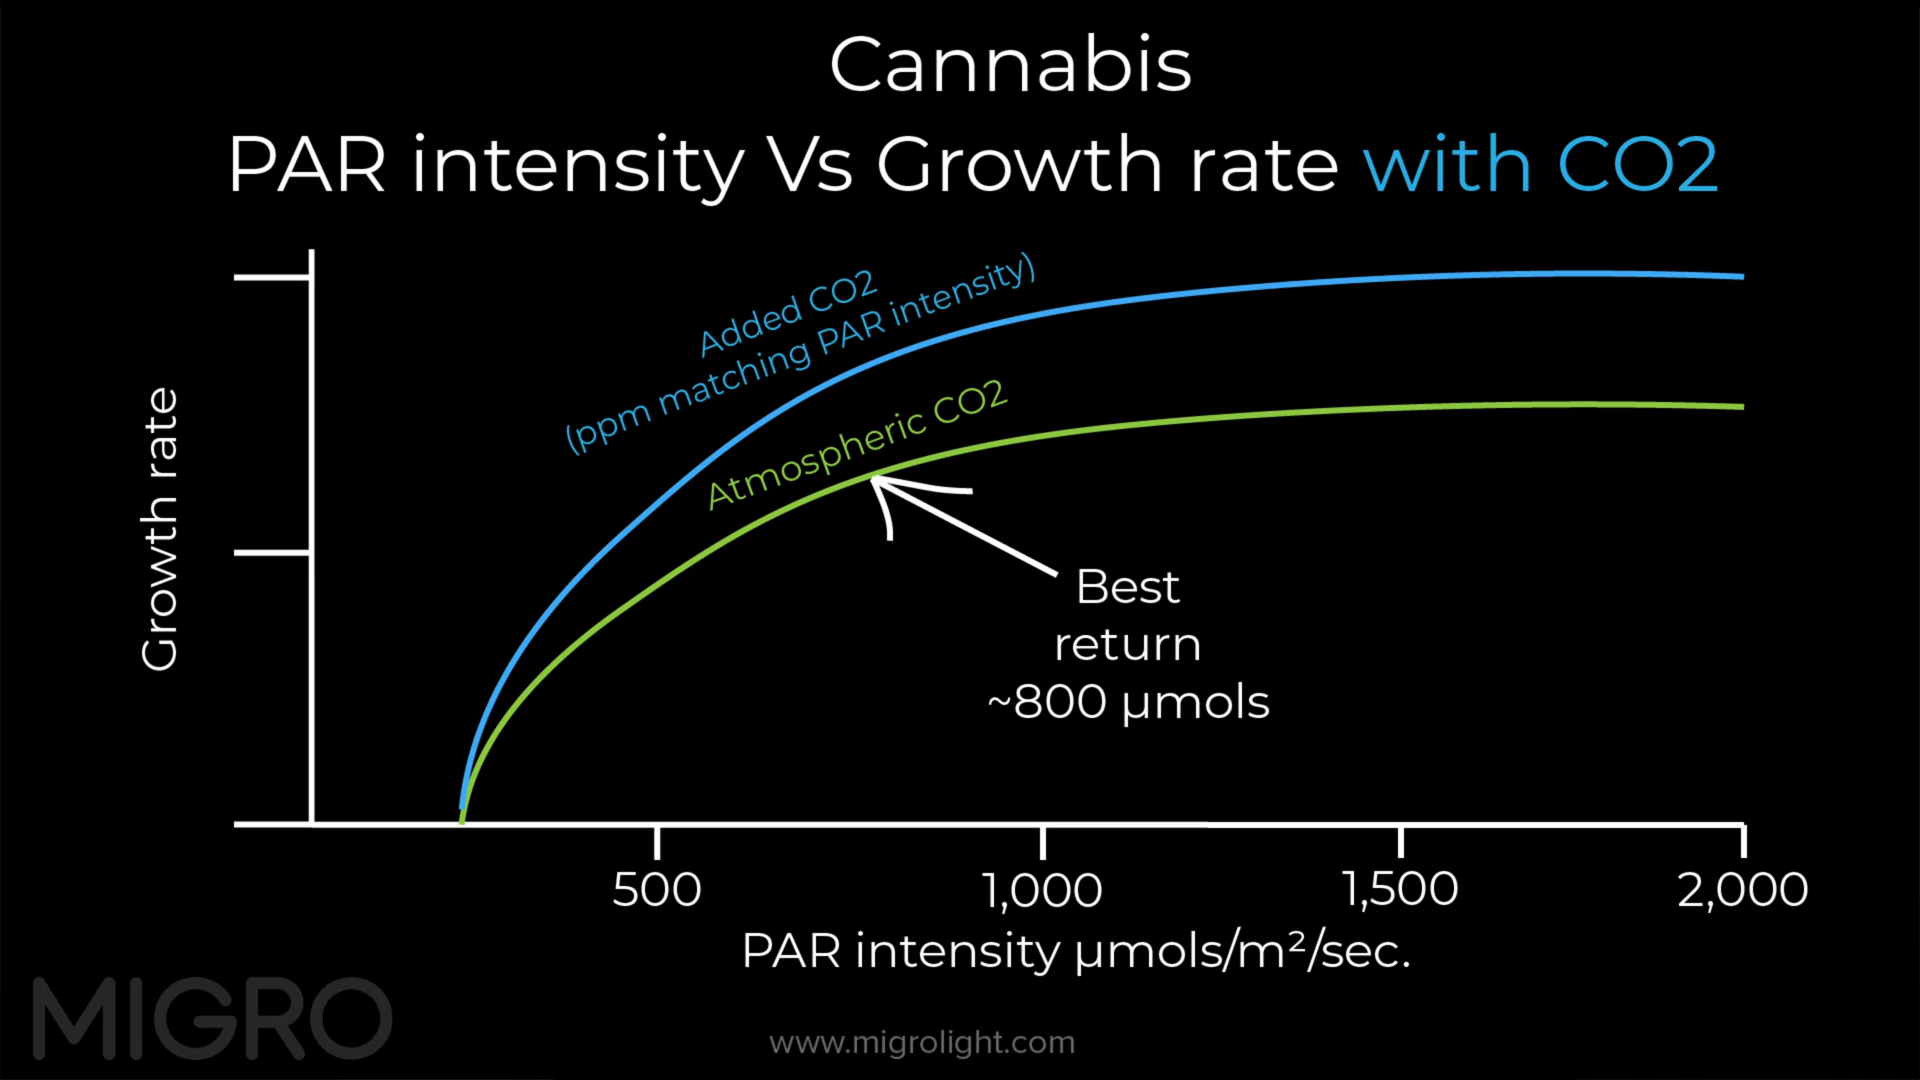 Cannabis
PAR intensity Vs Growth rate with CO2
Added CO2
(ppm matching PAR intensity)
Atmospheric CO2
Growth rate
Best
return
~800 µmols
500
1,000
1,500
2,000
PAR intensity µmols/m²/sec.
MIGRO
www.migrolight.com